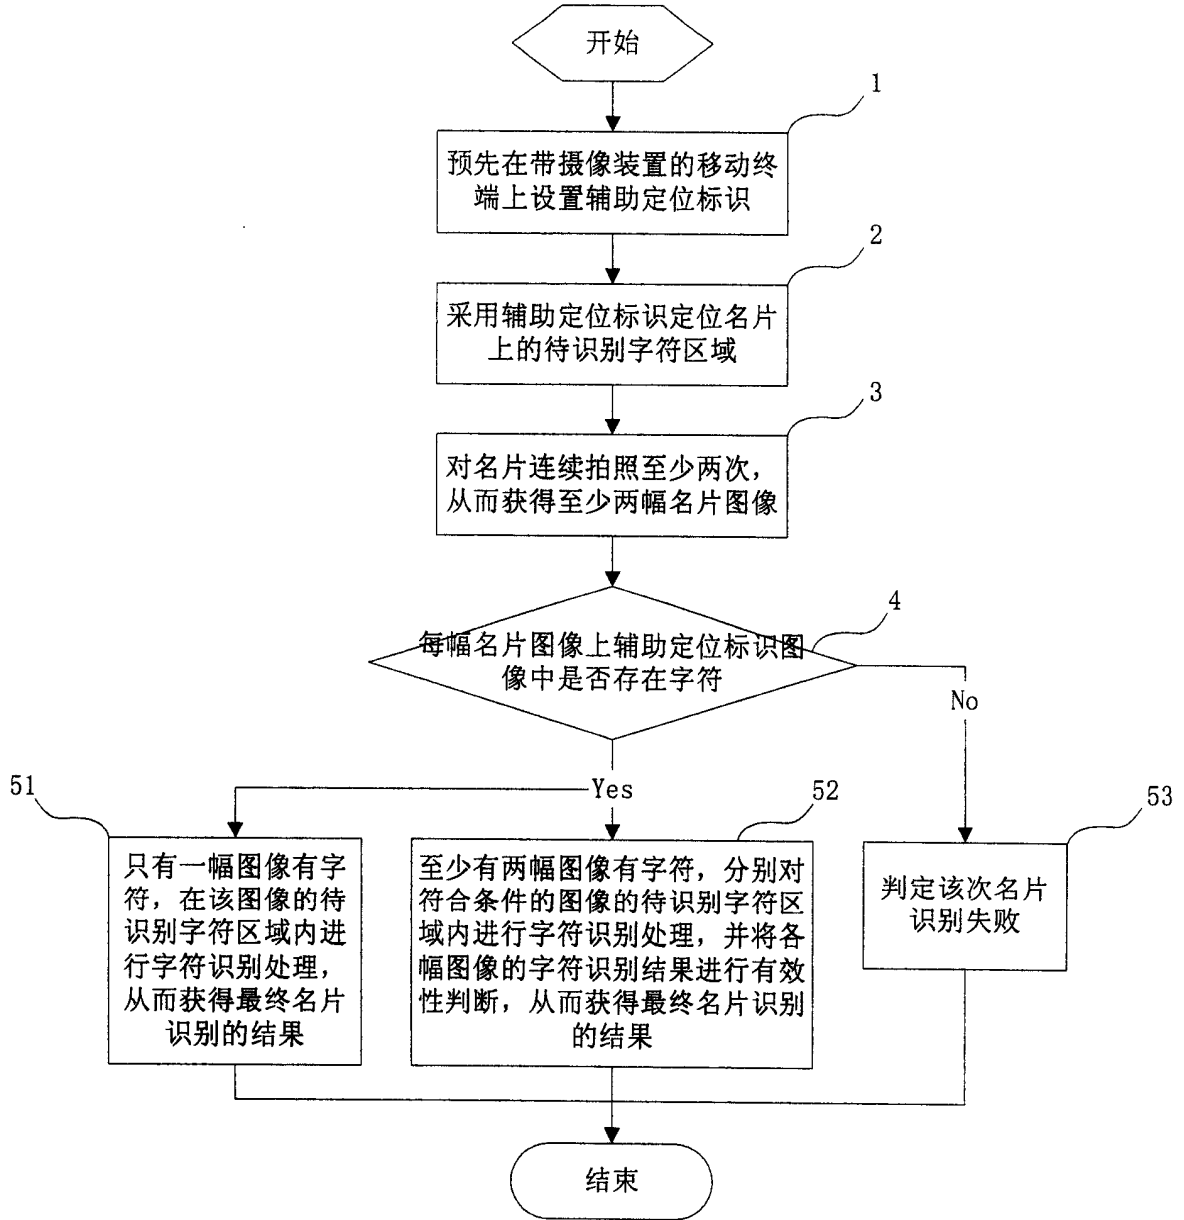 开始
1
预先在带摄像装置的移动终
端上设置辅助定位标识
2
采用辅助定位标识定位名片
上的待识别字符区域
3
对名片连续拍照至少两次，
从而获得至少两幅名片图像
4
每幅名片图像上辅助定位标识图
像中是否存在字符
No
Yes
51
只有一幅图像有字
符，在该图像的待
识别字符区域内进
行字符识别处理，
从而获得最终名片
识别的结果
52
至少有两幅图像有字符，分别对
符合条件的图像的待识别字符区
域内进行字符识别处理，并将各
幅图像的字符识别结果进行有效
性判断，从而获得最终名片识别
的结果
53
判定该次名片
识别失败
结束